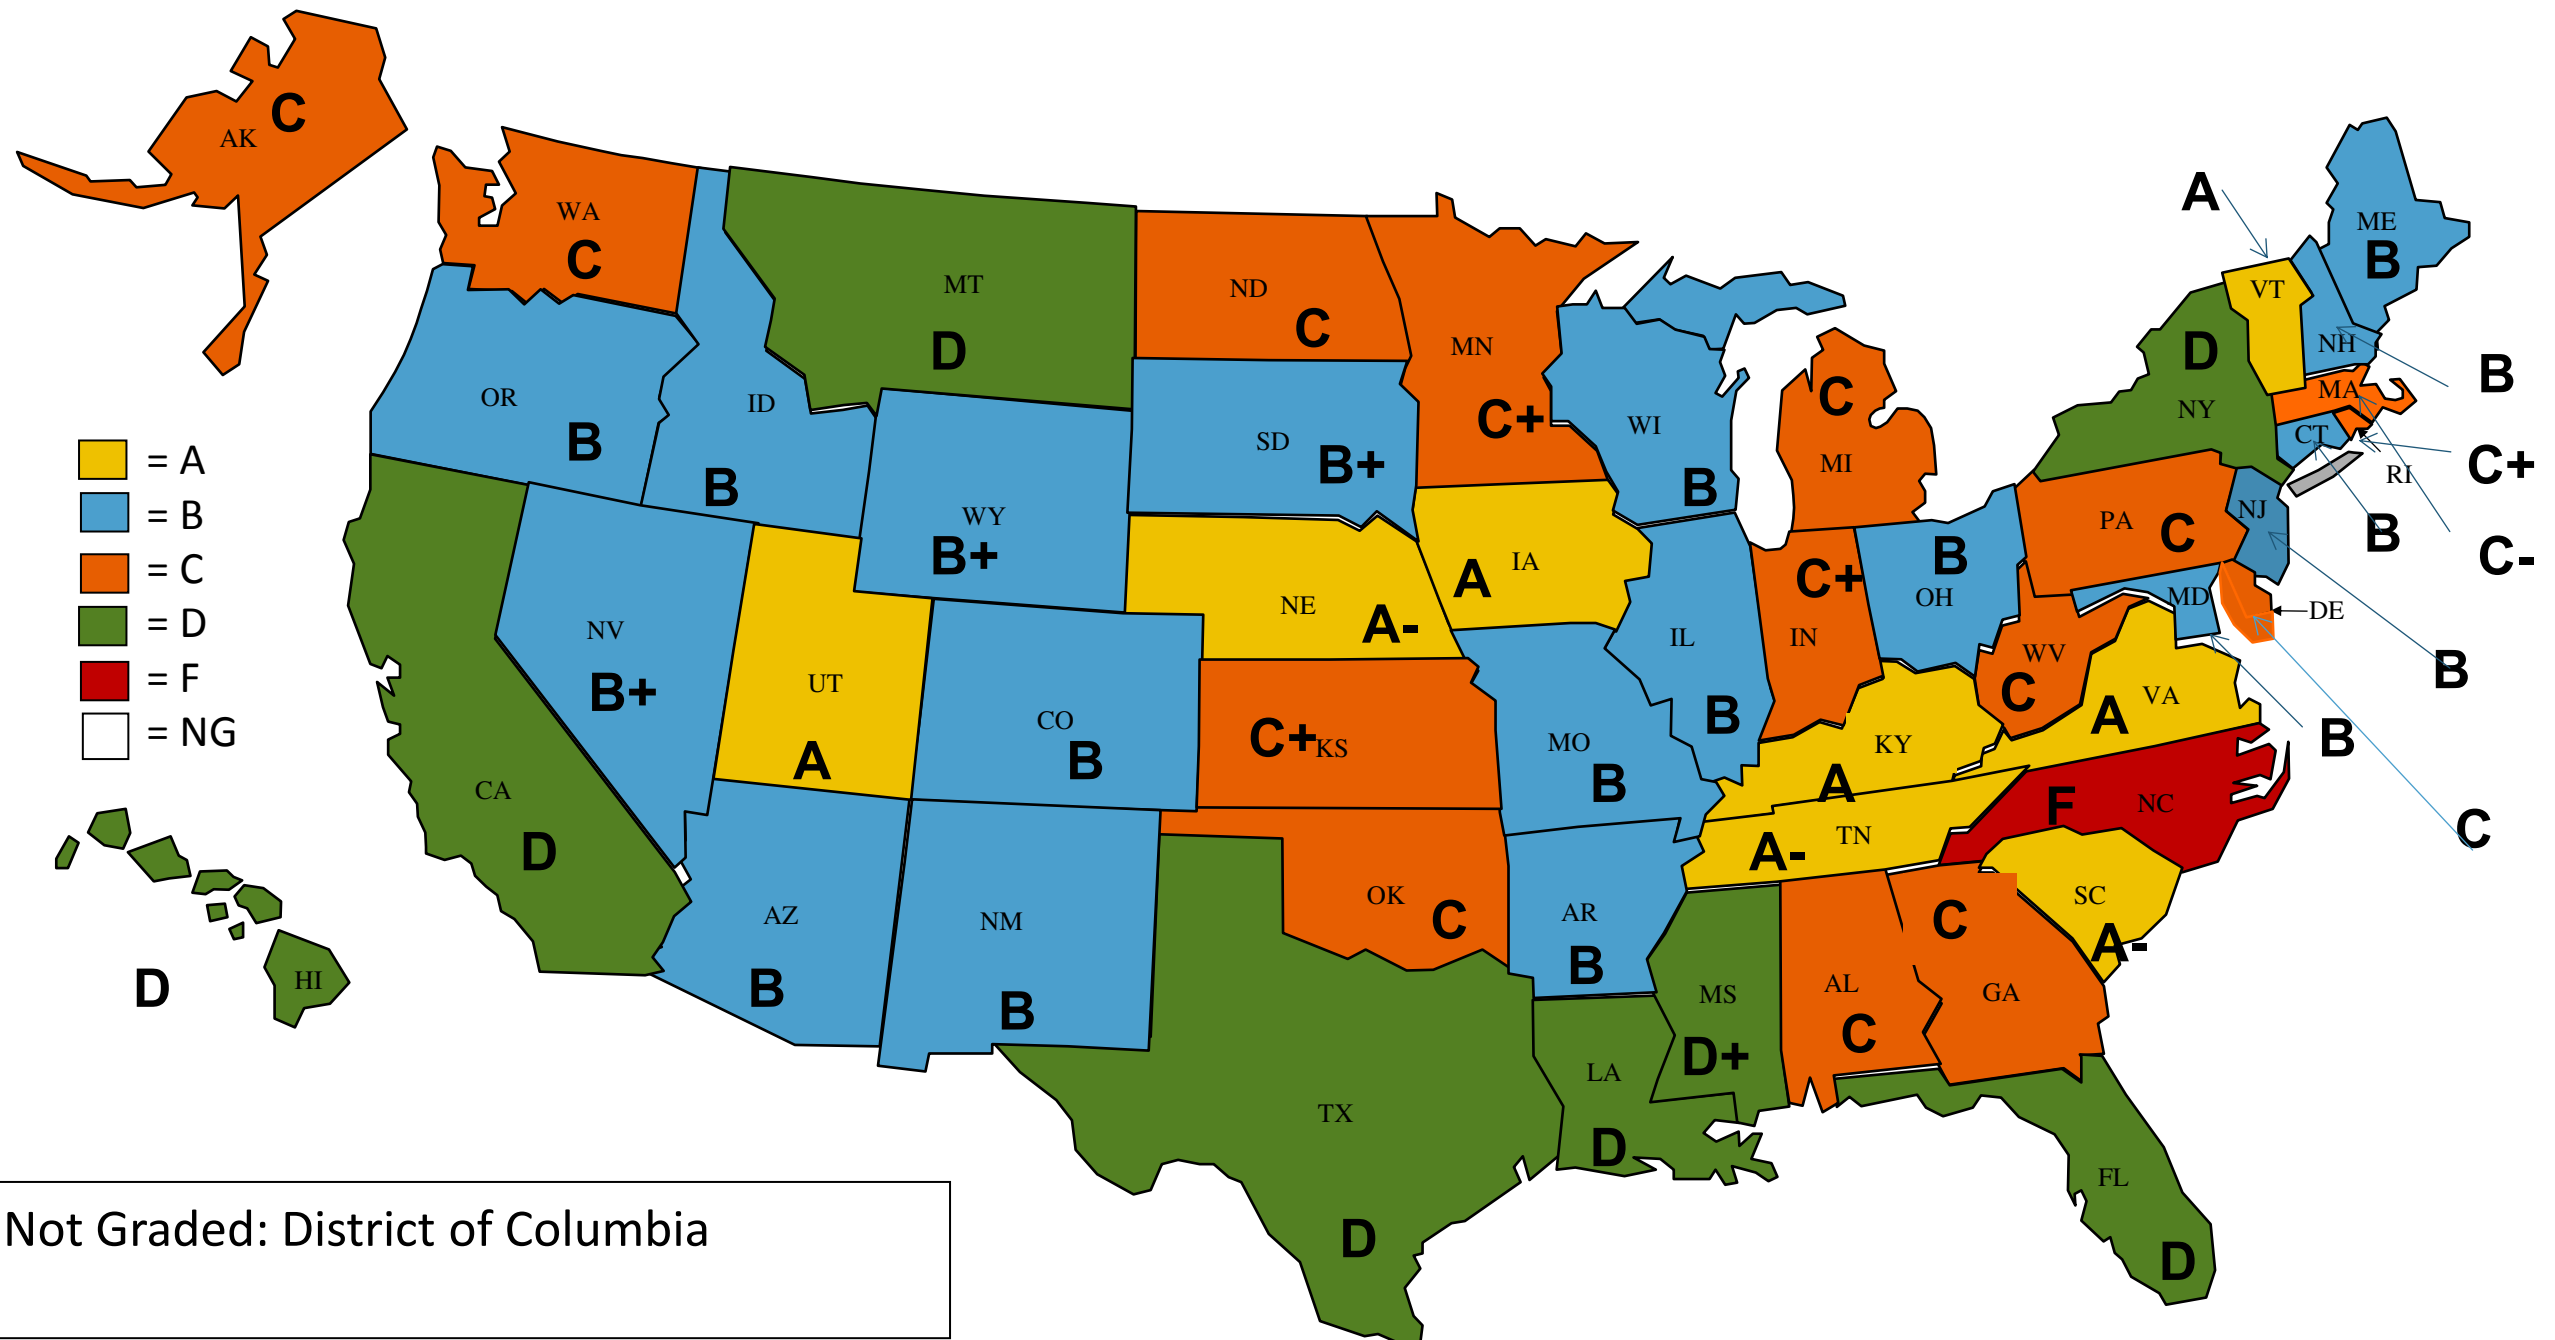 AK
C
WA
C
MT
D
ND
C
MN
C+
A
ME
B
VT
NH
B
OR
B
ID
B
SD
B+
WI
B
C
MI
D
NY
MA
CT
RI
C+
B
C-
= A
= B
= C
= D
= F
= NG
WY
B+
NE
A-
A
IA
IL
B
C+
IN
B
OH
PA
C
NJ
B
MD
B
DE
C
NV
B+
UT
A
CO
B
C+
KS
MO
B
KY
A
WV
C
A
VA
CA
D
A-
TN
F
NC
AZ
B
NM
B
OK
C
AR
B
SC
A-
D
HI
TX
D
LA
D
MS
D+
AL
C
C
GA
FL
D
Not Graded: District of Columbia